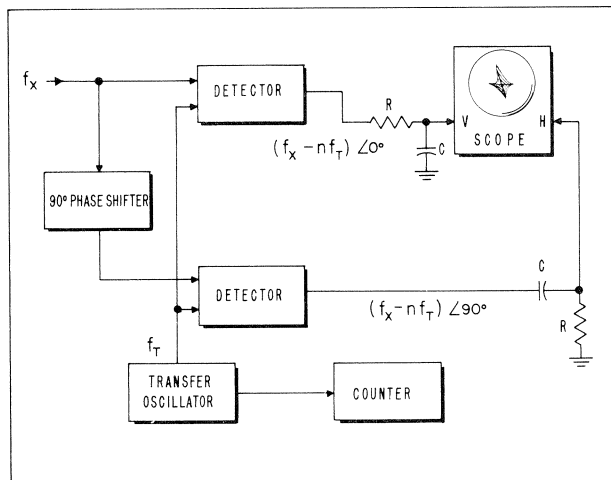 f_X
DETECTOR
R
C
V
H
SCOPE
(f_X - nf_T) ∠0°
90° PHASE SHIFTER
DETECTOR
C
(f_X - nf_T) ∠90°
R
f_T
TRANSFER
OSCILLATOR
COUNTER